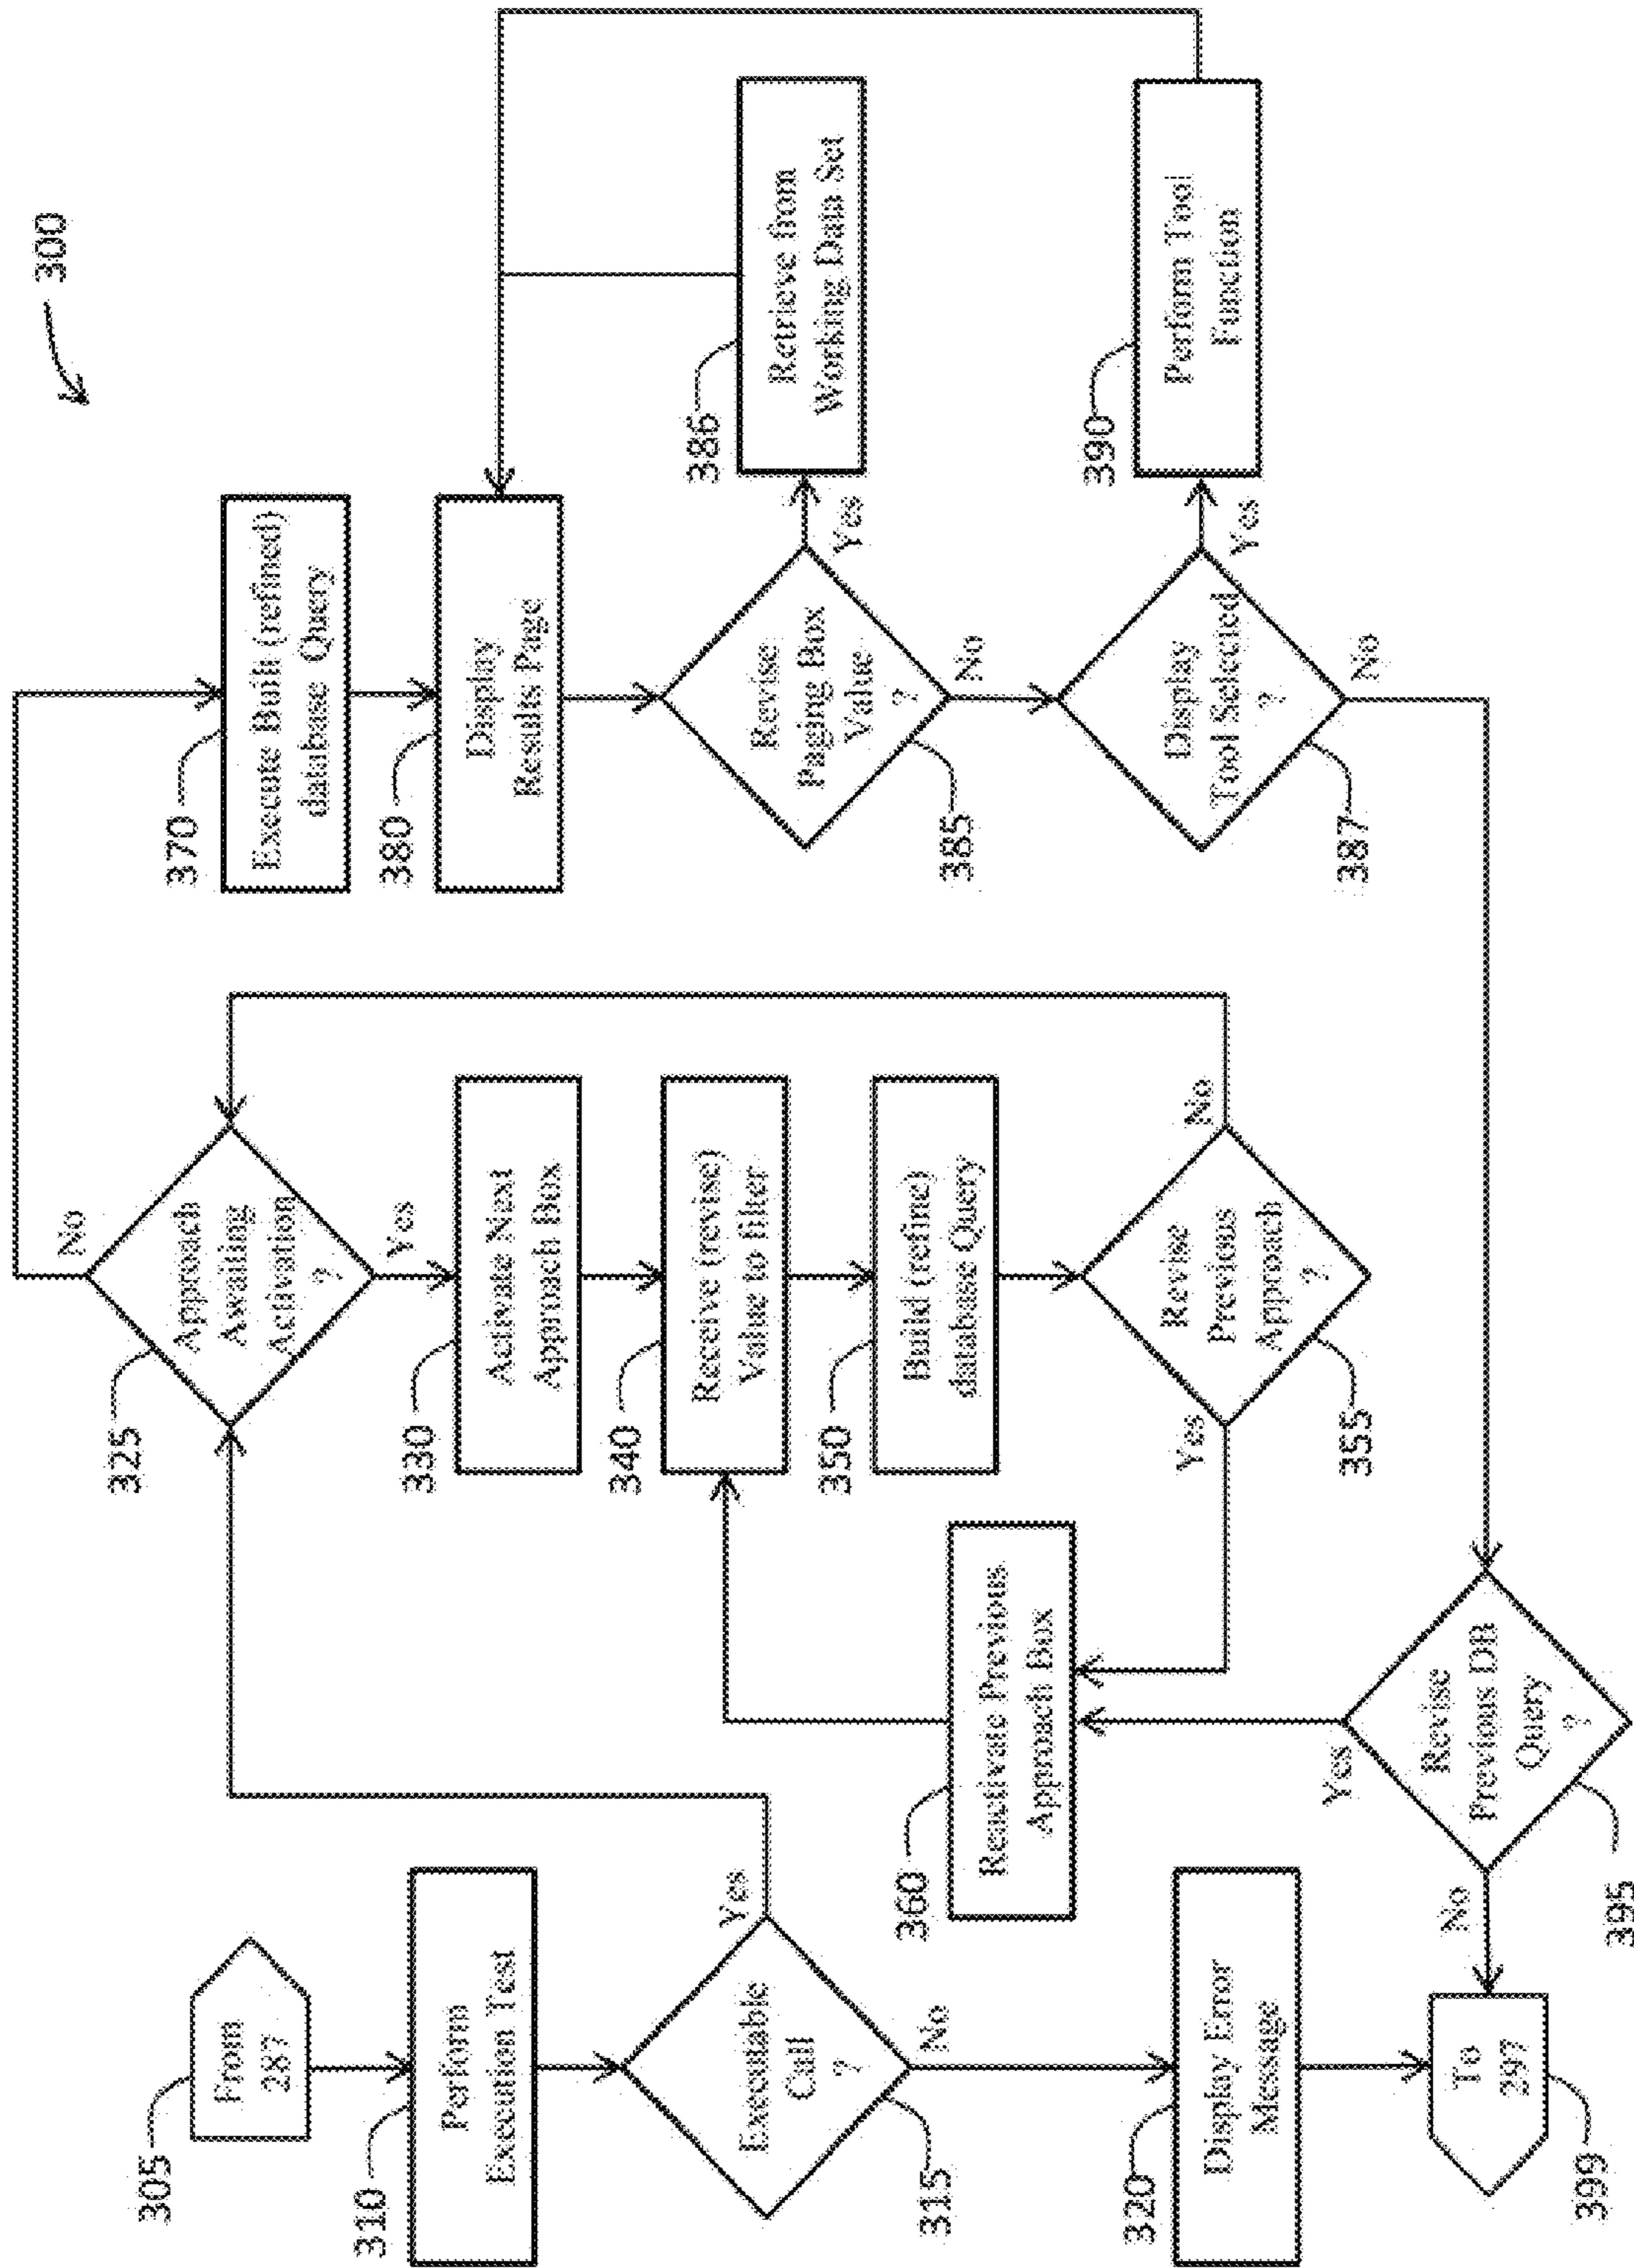 300
305
From
287
310
Perform
Execution Test
Executable
Call
?
315
Yes
No
320
Display Error
Message
To
297
399
325
Approach
Awaiting
Activation
?
No
Yes
330
Activate Next
Approach Box
340
Receive (revise)
Value to filter
350
Build (refine)
database Query
Revise
Previous
Approach
?
355
Yes
No
360
Reactivate Previous
Approach Box
Revise
Previous DB
Query
?
395
Yes
No
370
Execute Built (refined)
database Query
380
Display
Results Page
Revise
Paging Box
Value
?
385
Yes
No
386
Retrieve from
Working Data Set
Display
Tool Selected
?
387
Yes
No
390
Perform Tool
Function